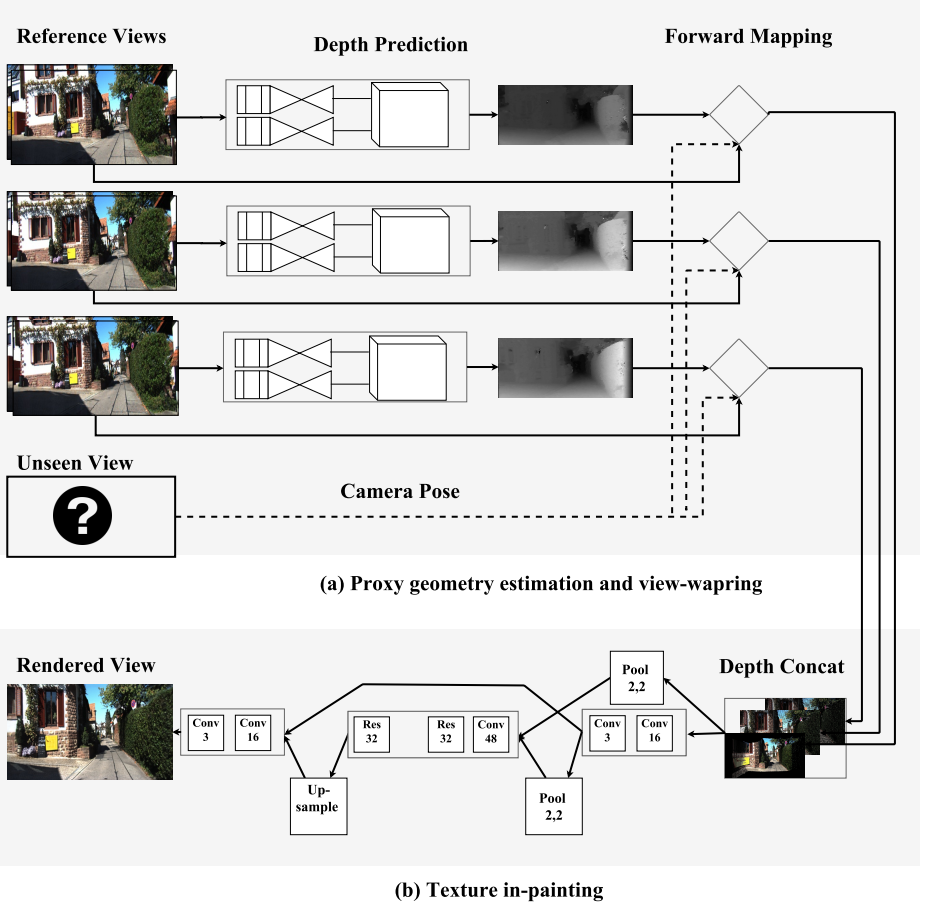 Reference Views
Depth Prediction
Forward Mapping
Unseen View
?
Camera Pose
(a) Proxy geometry estimation and view-wapring
Rendered View
Depth Concat
Pool
2,2
Conv
3
Conv
16
Res
32
Res
32
Conv
48
Conv
3
Conv
16
Up-
sample
Pool
2,2
(b) Texture in-painting